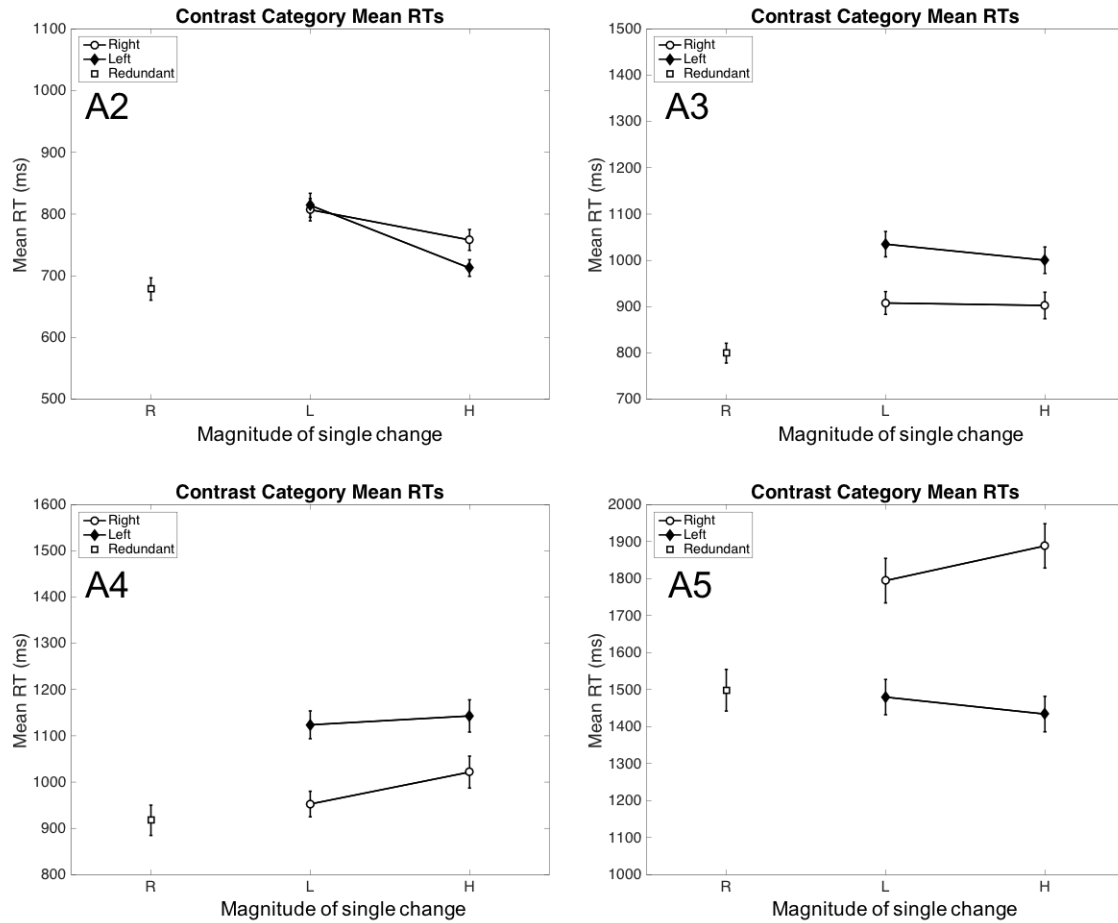 Contrast Category Mean RTs
1100
1000
900
800
700
600
500
Mean RT (ms)
Right
Left
Redundant
A2
R L H
Magnitude of single change
Contrast Category Mean RTs
1500
1400
1300
1200
1100
1000
900
800
700
Mean RT (ms)
Right
Left
Redundant
A3
R L H
Magnitude of single change
Contrast Category Mean RTs
1600
1500
1400
1300
1200
1100
1000
900
800
Mean RT (ms)
Right
Left
Redundant
A4
R L H
Magnitude of single change
Contrast Category Mean RTs
2000
1900
1800
1700
1600
1500
1400
1300
1200
1100
1000
Mean RT (ms)
Right
Left
Redundant
A5
R L H
Magnitude of single change